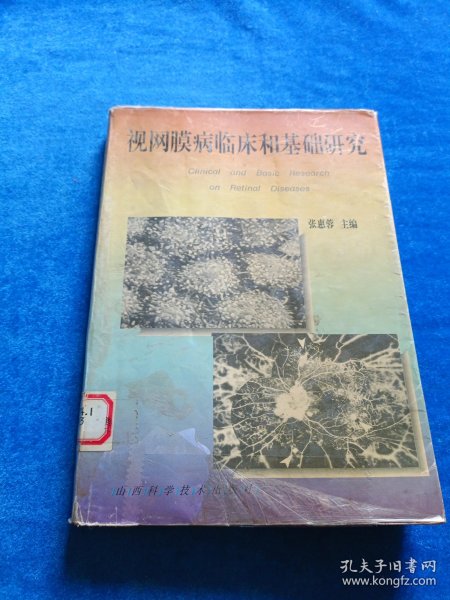 视网膜病临床和基础研究
Clinical and Basic Research
on Retinal Diseases
张惠蓉 主编
.1
山西科学技术出版社
孔夫子旧书网
www.kongfz.com